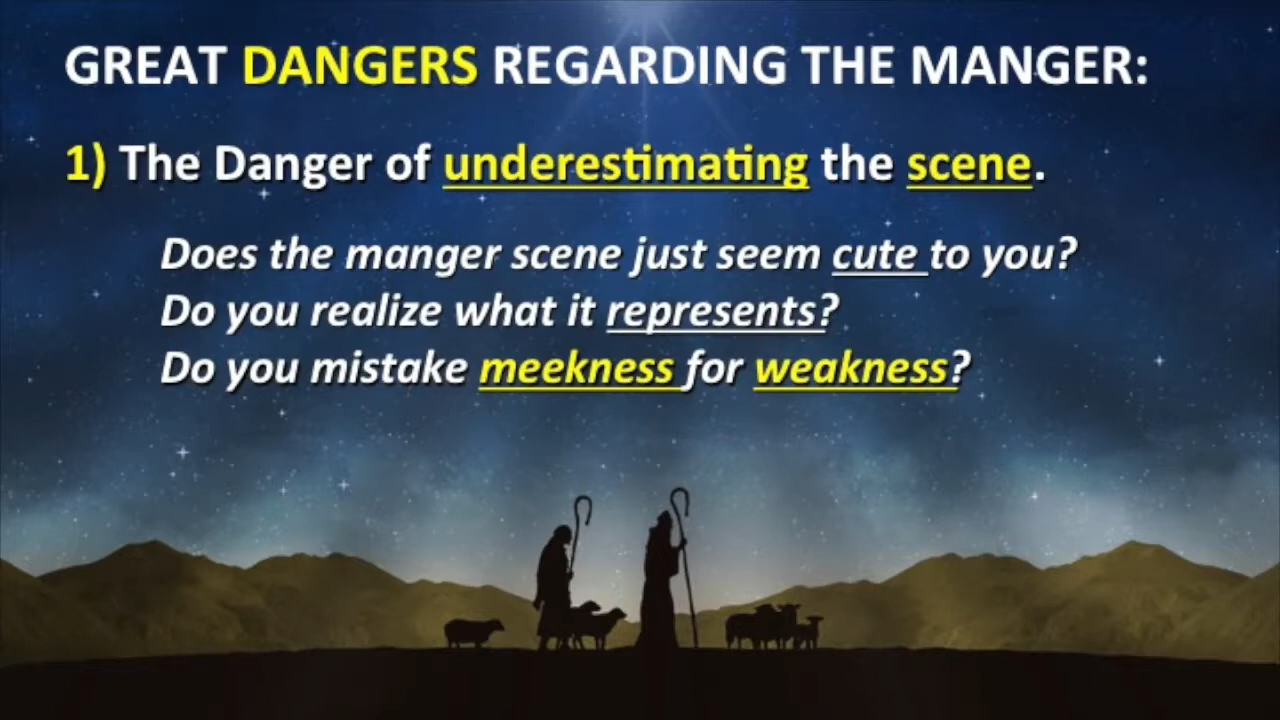 GREAT DANGERS REGARDING THE MANGER:
1) The Danger of underestimating the scene.
Does the manger scene just seem cute to you?
Do you realize what it represents?
Do you mistake meekness for weakness?